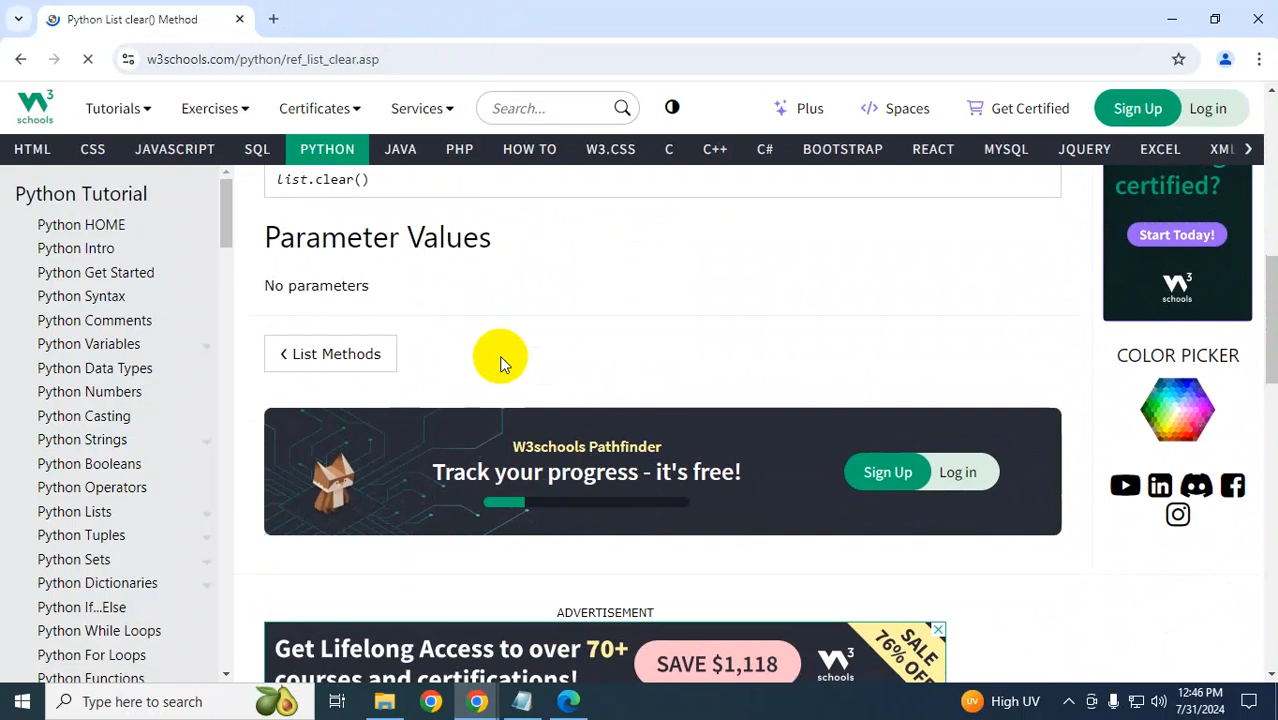 Python List clear() Method
w3schools.com/python/ref_list_clear.asp
W3 schools
Tutorials
Exercises
Certificates
Services
Search...
Plus
Spaces
Get Certified
Sign Up
Log in
HTML
CSS
JAVASCRIPT
SQL
PYTHON
JAVA
PHP
HOW TO
W3.CSS
C
C++
C#
BOOTSTRAP
REACT
MYSQL
JQUERY
EXCEL
XML
Python Tutorial
Python HOME
Python Intro
Python Get Started
Python Syntax
Python Comments
Python Variables
Python Data Types
Python Numbers
Python Casting
Python Strings
Python Booleans
Python Operators
Python Lists
Python Tuples
Python Sets
Python Dictionaries
Python If...Else
Python While Loops
Python For Loops
Python Functions
list.clear()
Parameter Values
No parameters
❮ List Methods
W3schools Pathfinder
Track your progress - it's free!
Sign Up
Log in
ADVERTISEMENT
Get Lifelong Access to over 70+
courses and certifications!
SAVE $1,118
W3 schools
SALE
76% OFF
certified?
Start Today!
W3 schools
COLOR PICKER
Type here to search
UV
High UV
12:46 PM
7/31/2024